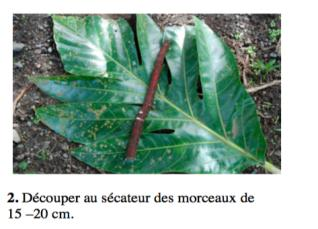 2. Découper au sécateur des morceaux de
15 –20 cm.